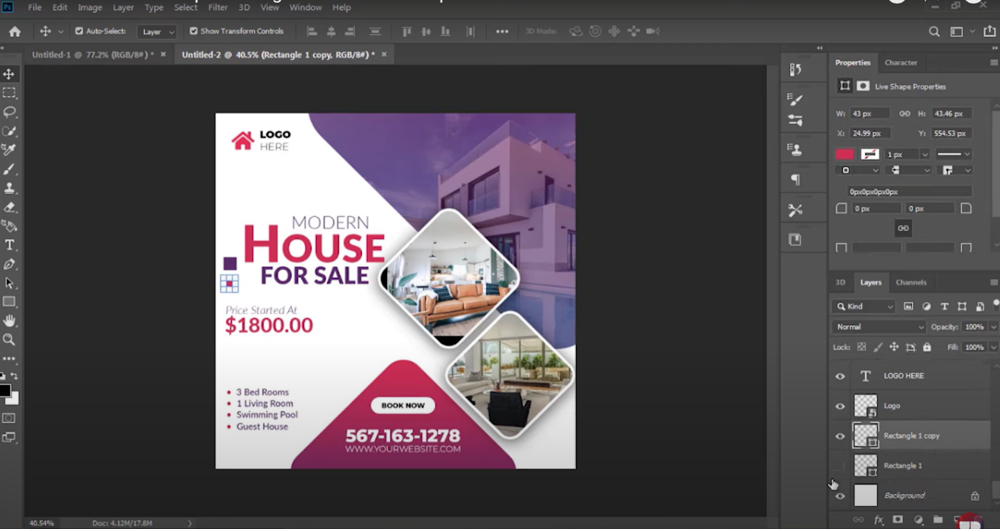 Ps File Edit Image Layer Type Select Filter 3D View Window Help
Auto-Select: Layer Show Transform Controls ••• 3D Mode:
Untitled-1 @ 77.2% (RGB/8#) * × Untitled-2 @ 40.5% (Rectangle 1 copy, RGB/8#) * ×
LOGO
HERE
MODERN
HOUSE
FOR SALE
Price Started At
$1800.00
• 3 Bed Rooms
• 1 Living Room
• Swimming Pool
• Guest House
BOOK NOW
567-163-1278
WWW.YOURWEBSITE.COM
40.54% Doc: 4.12M/17.8M
Properties Character
Live Shape Properties
W: 43 px H: 43.46 px
X: 24.99 px Y: 554.53 px
1 px
0px0px0px0px
0 px 0 px
3D Layers Channels
Kind
Normal Opacity: 100%
Lock: Fill: 100%
LOGO HERE
Logo
Rectangle 1 copy
Rectangle 1
Background